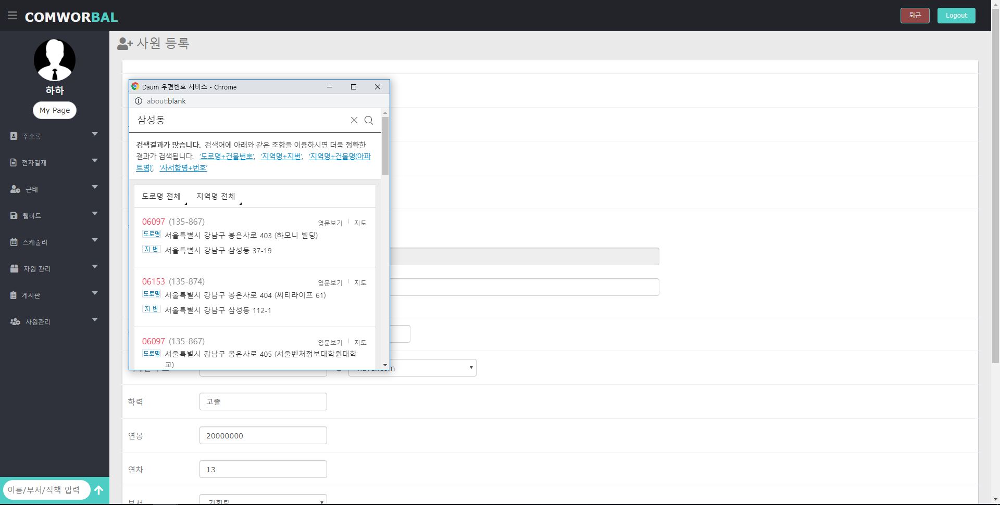 COMWORBAL
퇴근
Logout
하하
My Page
주소록
전자결재
근태
웹하드
스케줄러
자원 관리
게시판
사원관리
이름/부서/직책 입력
사원 등록
Daum 우편번호 서비스 - Chrome
about:blank
삼성동
검색결과가 많습니다. 검색어에 아래와 같은 조합을 이용하시면 더욱 정확한
결과가 검색됩니다. '도로명+건물번호', '지역명+지번', '지역명+건물명(아파
트명)', '사서함명+번호'
도로명 전체 지역명 전체
06097 (135-867) 영문보기 지도
도로명 서울특별시 강남구 봉은사로 403 (하모니 빌딩)
지 번 서울특별시 강남구 삼성동 37-19
06153 (135-874) 영문보기 지도
도로명 서울특별시 강남구 봉은사로 404 (씨티라이프 61)
지 번 서울특별시 강남구 삼성동 112-1
06097 (135-867) 영문보기 지도
도로명 서울특별시 강남구 봉은사로 405 (서울벤처정보대학원대학
교)
학력 고졸
연봉 20000000
연차 13
부서 기획팀